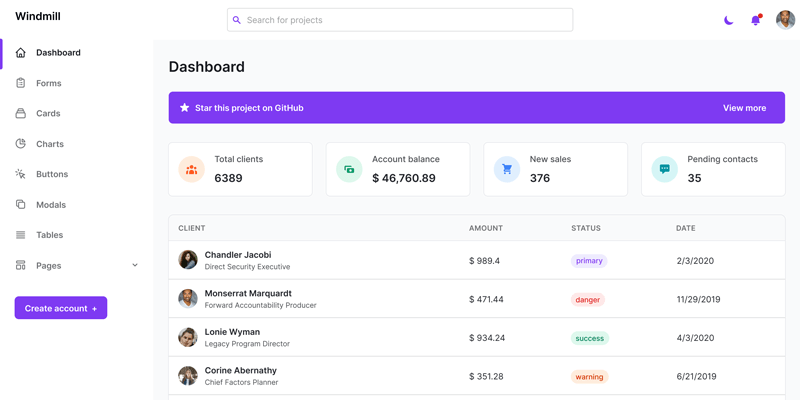 Windmill
Search for projects
Dashboard
Forms
Cards
Charts
Buttons
Modals
Tables
Pages
Create account +
Dashboard
Star this project on GitHub
View more
Total clients
6389
Account balance
$ 46,760.89
New sales
376
Pending contacts
35
CLIENT AMOUNT STATUS DATE
Chandler Jacobi
Direct Security Executive
$ 989.4 primary 2/3/2020
Monserrat Marquardt
Forward Accountability Producer
$ 471.44 danger 11/29/2019
Lonie Wyman
Legacy Program Director
$ 934.24 success 4/3/2020
Corine Abernathy
Chief Factors Planner
$ 351.28 warning 6/21/2019